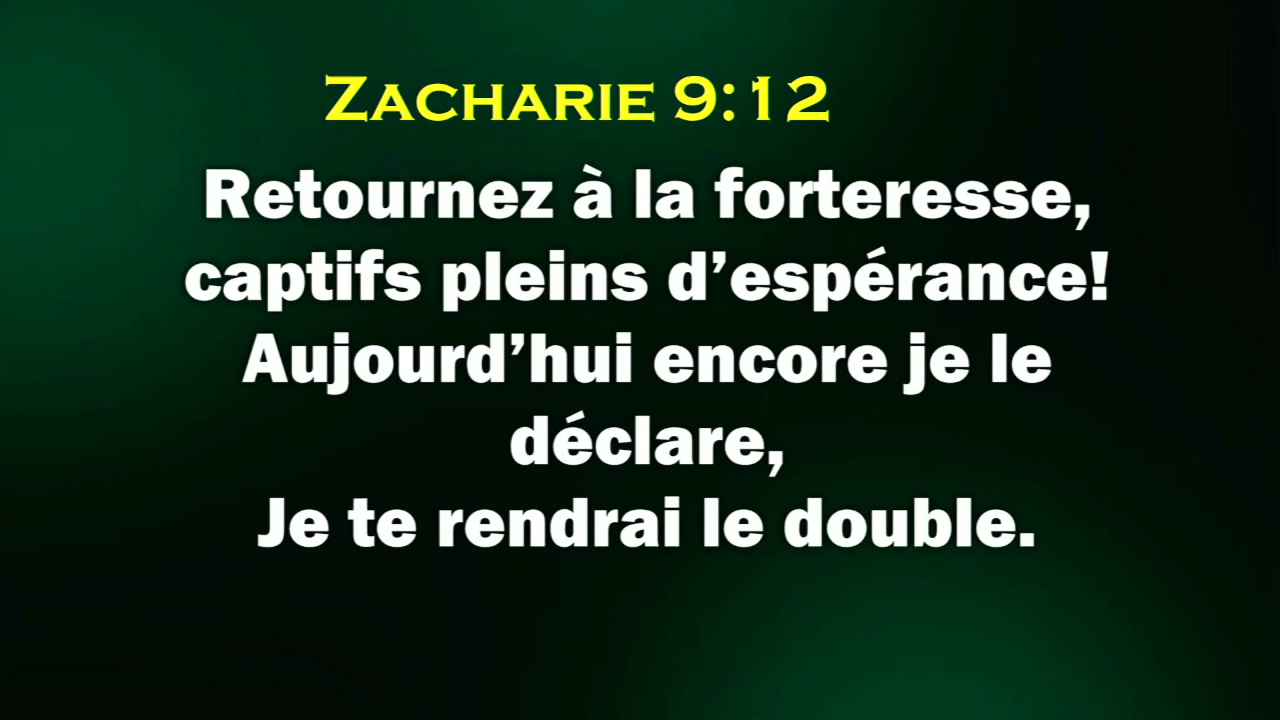 Zacharie 9:12
Retournez à la forteresse,
captifs pleins d’espérance!
Aujourd’hui encore je le
déclare,
Je te rendrai le double.